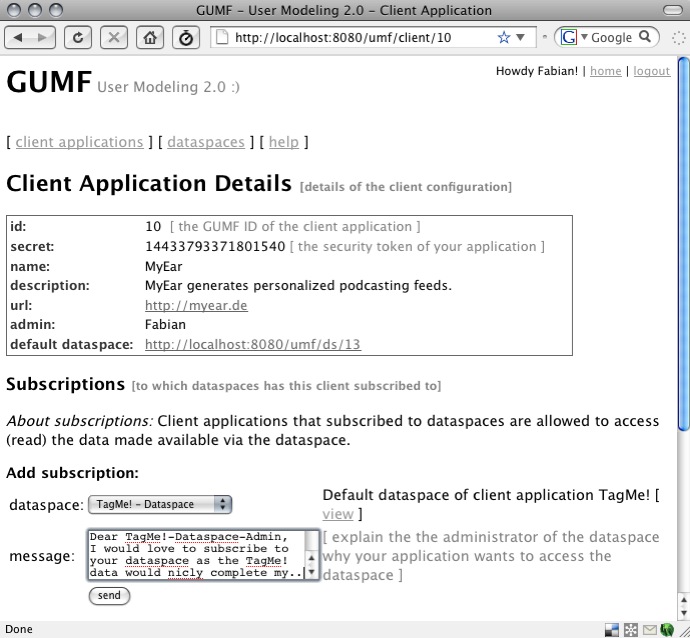 GUMF - User Modeling 2.0 - Client Application
http://localhost:8080/umf/client/10
Google
Howdy Fabian! | home | logout
GUMF User Modeling 2.0 :)
[ client applications ] [ dataspaces ] [ help ]
Client Application Details [details of the client configuration]
id: 10 [ the GUMF ID of the client application ]
secret: 14433793371801540 [ the security token of your application ]
name: MyEar
description: MyEar generates personalized podcasting feeds.
url: http://myear.de
admin: Fabian
default dataspace: http://localhost:8080/umf/ds/13
Subscriptions [to which dataspaces has this client subscribed to]
About subscriptions: Client applications that subscribed to dataspaces are allowed to access
(read) the data made available via the dataspace.
Add subscription:
dataspace: TagMe! - Dataspace
Default dataspace of client application TagMe! [
view ]
message:
Dear TagMe!-Dataspace-Admin,
I would love to subscribe to
your dataspace as the TagMe!
data would nicly complete my..
[ explain the the administrator of the dataspace
why your application wants to access the
dataspace ]
send
Done